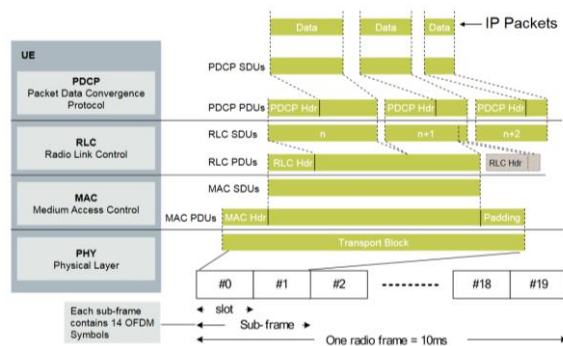 Data Data Data IP Packets
UE
PDCP SDUs
PDCP
Packet Data Convergence
Protocol
PDCP PDUs PDCP Hdr PDCP Hdr PDCP Hdr
RLC SDUs n n+1 n+2
RLC
Radio Link Control
RLC PDUs RLC Hdr RLC Hdr
MAC SDUs
MAC
Medium Access Control
MAC PDUs MAC Hdr Padding
PHY
Physical Layer
Transport Block
#0 #1 #2 #18 #19
Each sub-frame
contains 14 OFDM
Symbols
slot
Sub-frame
One radio frame = 10ms